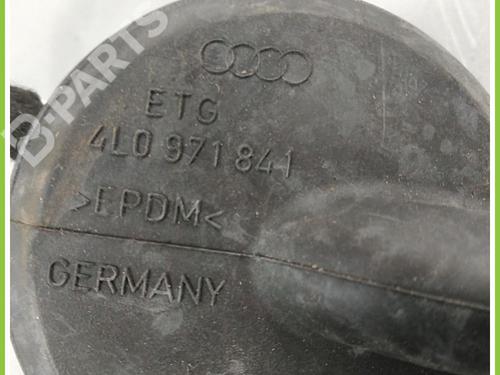 B-PARTS
ETG
4L0 971 841
>EPDM<
GERMANY